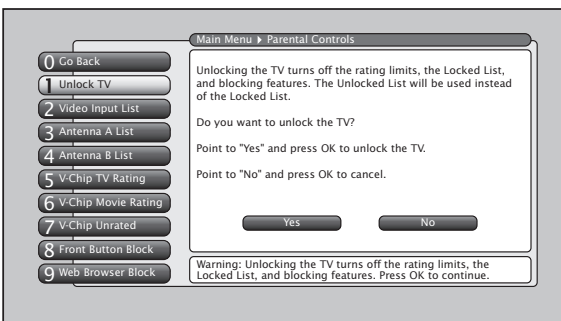 Main Menu ▶ Parental Controls
0 Go Back
1 Unlock TV
2 Video Input List
3 Antenna A List
4 Antenna B List
5 V-Chip TV Rating
6 V-Chip Movie Rating
7 V-Chip Unrated
8 Front Button Block
9 Web Browser Block
Unlocking the TV turns off the rating limits, the Locked List,
and blocking features. The Unlocked List will be used instead
of the Locked List.
Do you want to unlock the TV?
Point to "Yes" and press OK to unlock the TV.
Point to "No" and press OK to cancel.
Yes No
Warning: Unlocking the TV turns off the rating limits, the
Locked List, and blocking features. Press OK to continue.